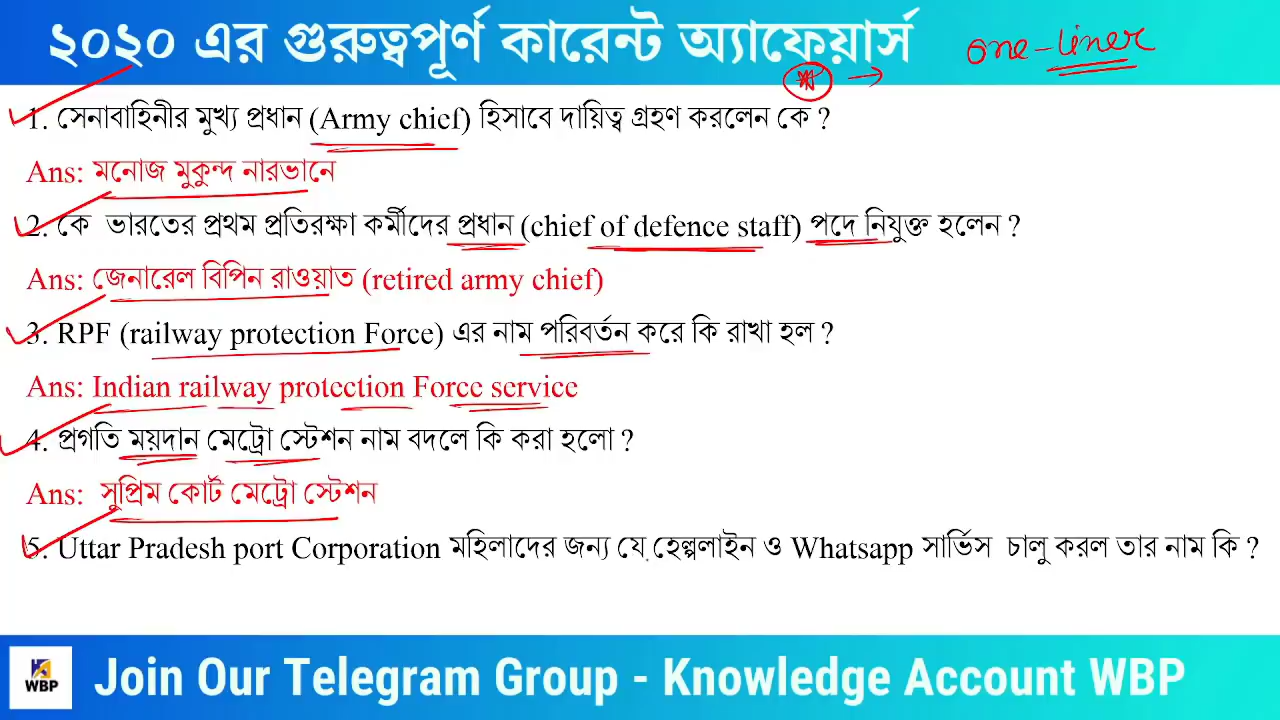 ২০২০ এর গুরুত্বপূর্ণ কারেন্ট অ্যাফেয়ার্স
one-liner
1. সেনাবাহিনীর মুখ্য প্রধান (Army chief) হিসাবে দায়িত্ব গ্রহণ করলেন কে ?
Ans: মনোজ মুকুন্দ নারভানে
2. কে ভারতের প্রথম প্রতিরক্ষা কর্মীদের প্রধান (chief of defence staff) পদে নিযুক্ত হলেন ?
Ans: জেনারেল বিপিন রাওয়াত (retired army chief)
3. RPF (railway protection Force) এর নাম পরিবর্তন করে কি রাখা হল ?
Ans: Indian railway protection Force service
4. প্রগতি ময়দান মেট্রো স্টেশন নাম বদলে কি করা হলো ?
Ans: সুপ্রিম কোর্ট মেট্রো স্টেশন
5. Uttar Pradesh port Corporation মহিলাদের জন্য যে হেল্পলাইন ও Whatsapp সার্ভিস চালু করল তার নাম কি ?
WBP
Join Our Telegram Group - Knowledge Account WBP